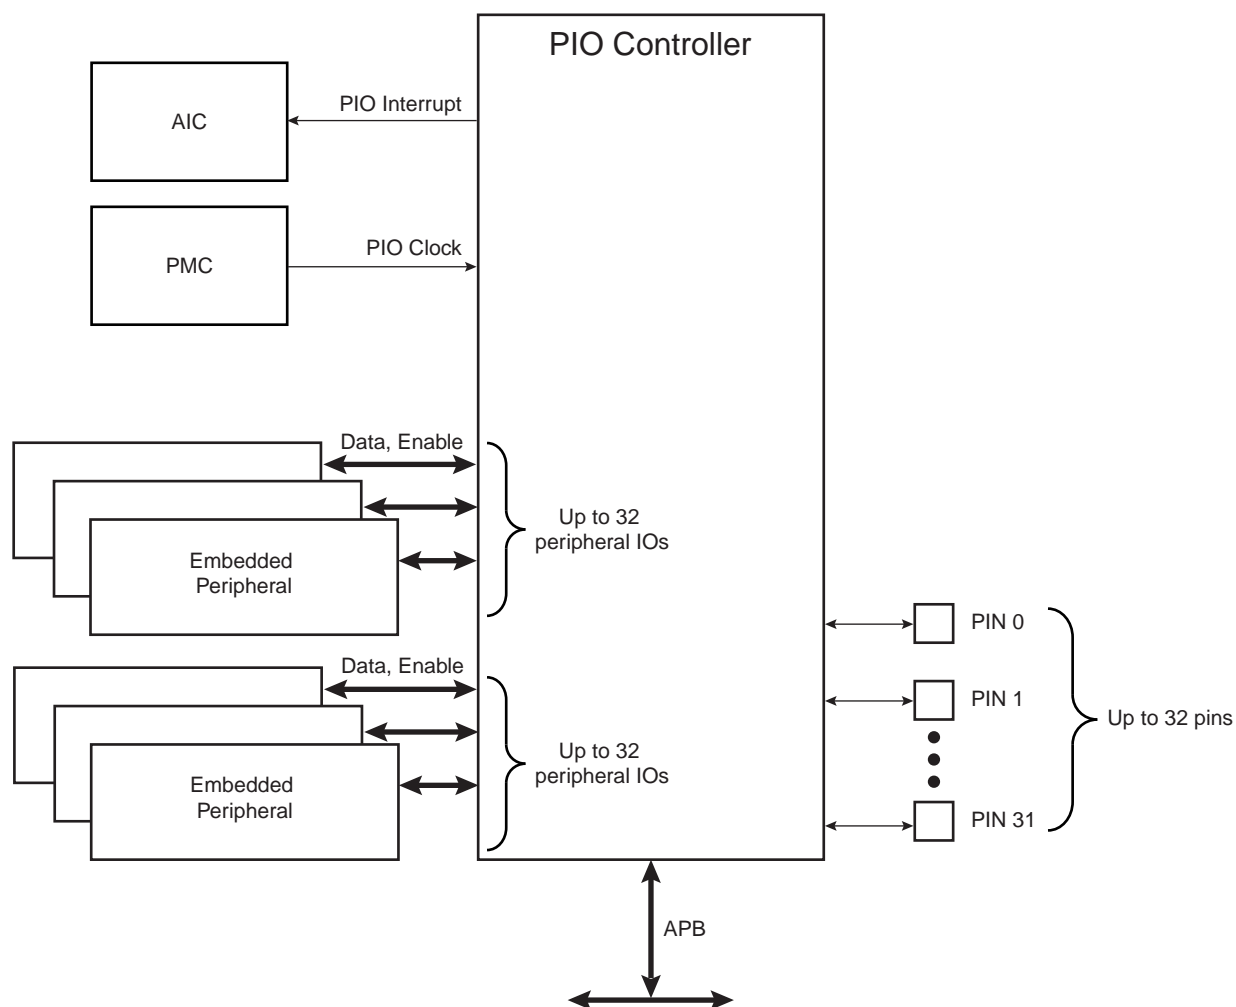 PIO Controller
AIC
PIO Interrupt
PMC
PIO Clock
Data, Enable
Up to 32
peripheral IOs
Embedded
Peripheral
PIN 0
Data, Enable
PIN 1
Up to 32 pins
Up to 32
peripheral IOs
Embedded
Peripheral
PIN 31
APB